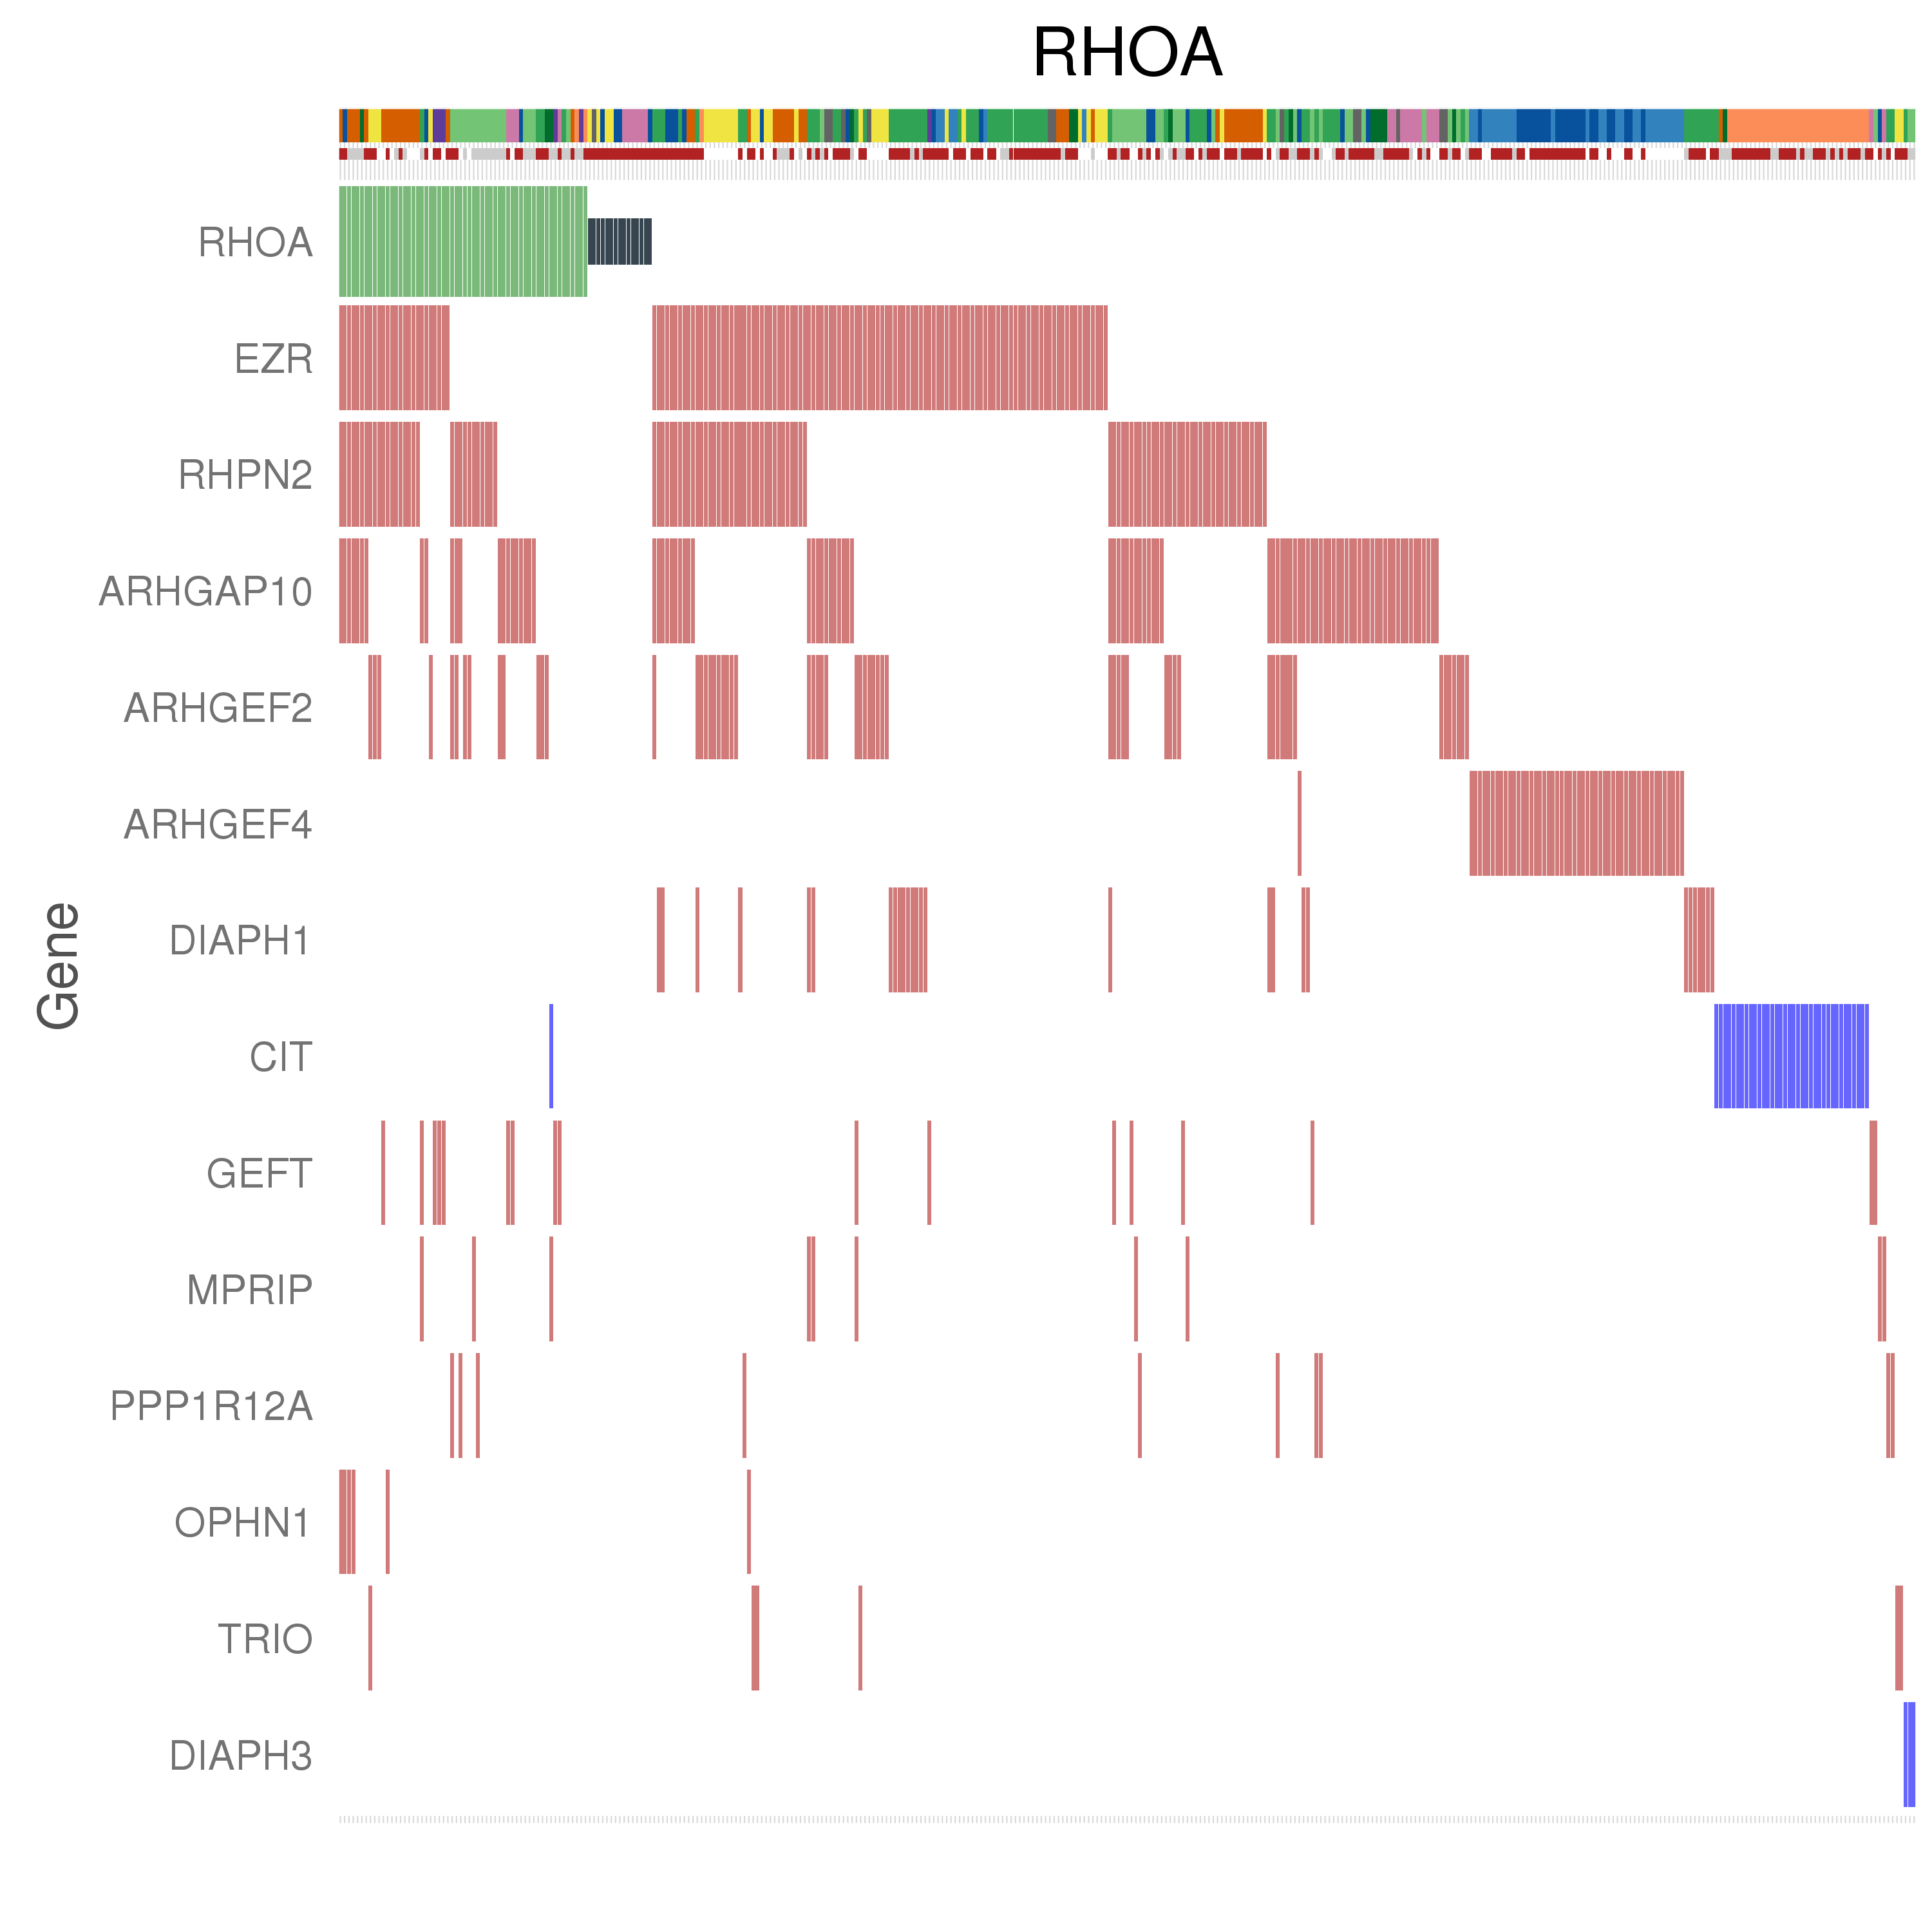 RHOA
RHOA
EZR
RHPN2
ARHGAP10
ARHGEF2
ARHGEF4
DIAPH1
CIT
GEFT
MPRIP
PPP1R12A
OPHN1
TRIO
DIAPH3
Gene